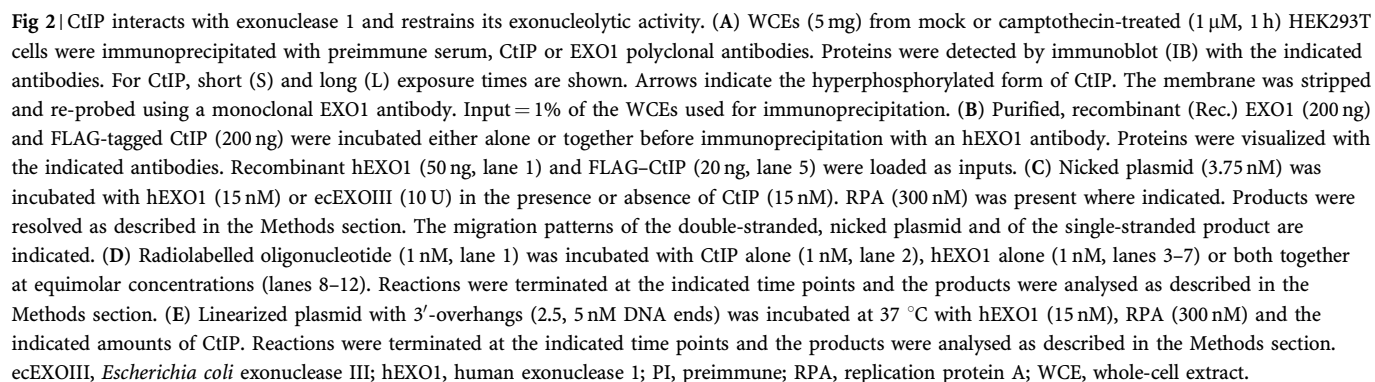 Fig 2 | CtIP interacts with exonuclease 1 and restrains its exonucleolytic activity. (A) WCEs (5 mg) from mock or camptothecin-treated (1 μM, 1 h) HEK293T
cells were immunoprecipitated with preimmune serum, CtIP or EXO1 polyclonal antibodies. Proteins were detected by immunoblot (IB) with the indicated
antibodies. For CtIP, short (S) and long (L) exposure times are shown. Arrows indicate the hyperphosphorylated form of CtIP. The membrane was stripped
and re-probed using a monoclonal EXO1 antibody. Input = 1% of the WCEs used for immunoprecipitation. (B) Purified, recombinant (Rec.) EXO1 (200 ng)
and FLAG-tagged CtIP (200 ng) were incubated either alone or together before immunoprecipitation with an hEXO1 antibody. Proteins were visualized with
the indicated antibodies. Recombinant hEXO1 (50 ng, lane 1) and FLAG–CtIP (20 ng, lane 5) were loaded as inputs. (C) Nicked plasmid (3.75 nM) was
incubated with hEXO1 (15 nM) or ecEXOIII (10 U) in the presence or absence of CtIP (15 nM). RPA (300 nM) was present where indicated. Products were
resolved as described in the Methods section. The migration patterns of the double-stranded, nicked plasmid and of the single-stranded product are
indicated. (D) Radiolabelled oligonucleotide (1 nM, lane 1) was incubated with CtIP alone (1 nM, lane 2), hEXO1 alone (1 nM, lanes 3–7) or both together
at equimolar concentrations (lanes 8–12). Reactions were terminated at the indicated time points and the products were analysed as described in the
Methods section. (E) Linearized plasmid with 3′-overhangs (2.5, 5 nM DNA ends) was incubated at 37 °C with hEXO1 (15 nM), RPA (300 nM) and the
indicated amounts of CtIP. Reactions were terminated at the indicated time points and the products were analysed as described in the Methods section.
ecEXOIII, Escherichia coli exonuclease III; hEXO1, human exonuclease 1; PI, preimmune; RPA, replication protein A; WCE, whole-cell extract.